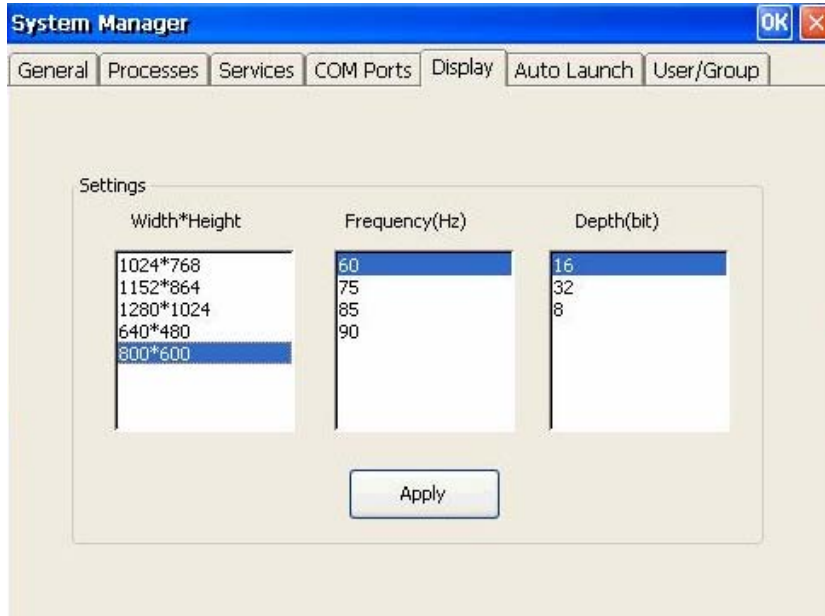 System Manager OK
General Processes Services COM Ports Display Auto Launch User/Group
Settings
Width*Height Frequency(Hz) Depth(bit)
1024*768 60 16
1152*864 75 32
1280*1024 85 8
640*480 90
800*600
Apply